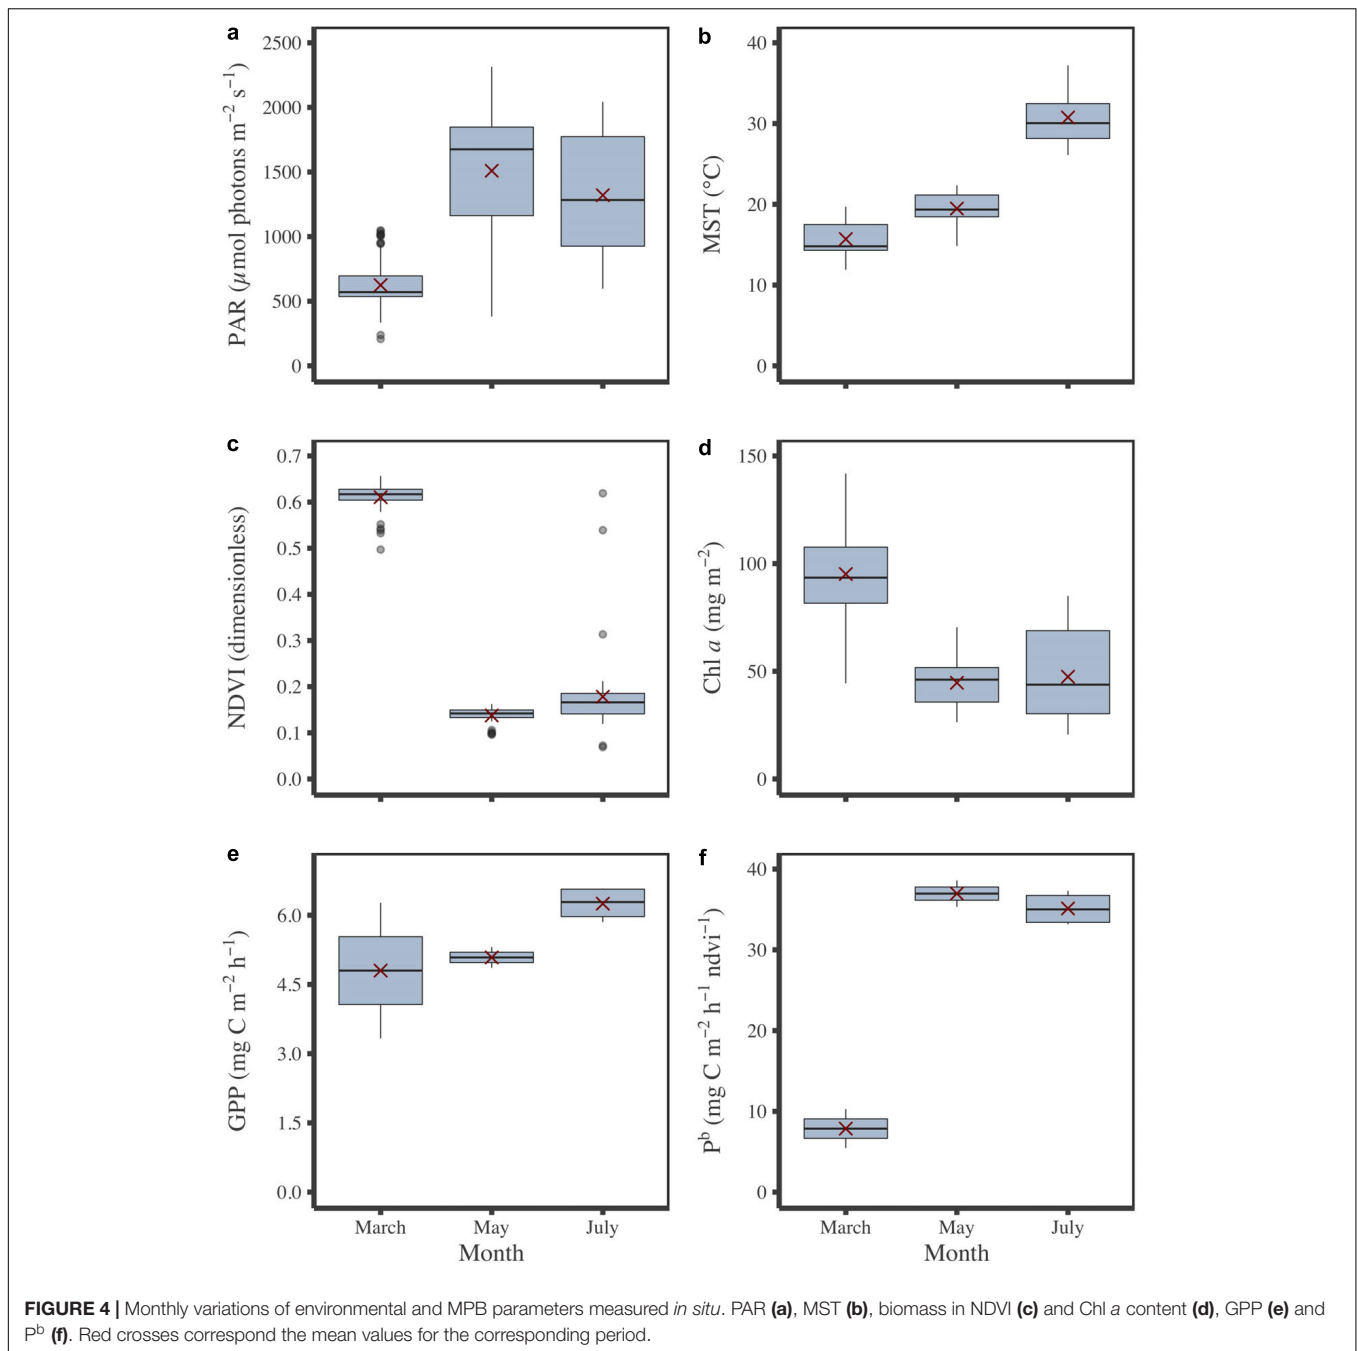 a
PAR (µmol photons m⁻² s⁻¹)
2500
2000
1500
1000
500
0
b
MST (°C)
40
30
20
10
0
c
NDVI (dimensionless)
0.7
0.6
0.5
0.4
0.3
0.2
0.1
0.0
d
Chl a (mg m⁻²)
150
100
50
0
e
GPP (mg C m⁻² h⁻¹)
6.0
4.5
3.0
1.5
0.0
March May July
Month
f
Pᵇ (mg C m⁻² h⁻¹ ndvi⁻¹)
40
30
20
10
0
March May July
Month
FIGURE 4 | Monthly variations of environmental and MPB parameters measured in situ. PAR (a), MST (b), biomass in NDVI (c) and Chl a content (d), GPP (e) and
Pᵇ (f). Red crosses correspond the mean values for the corresponding period.